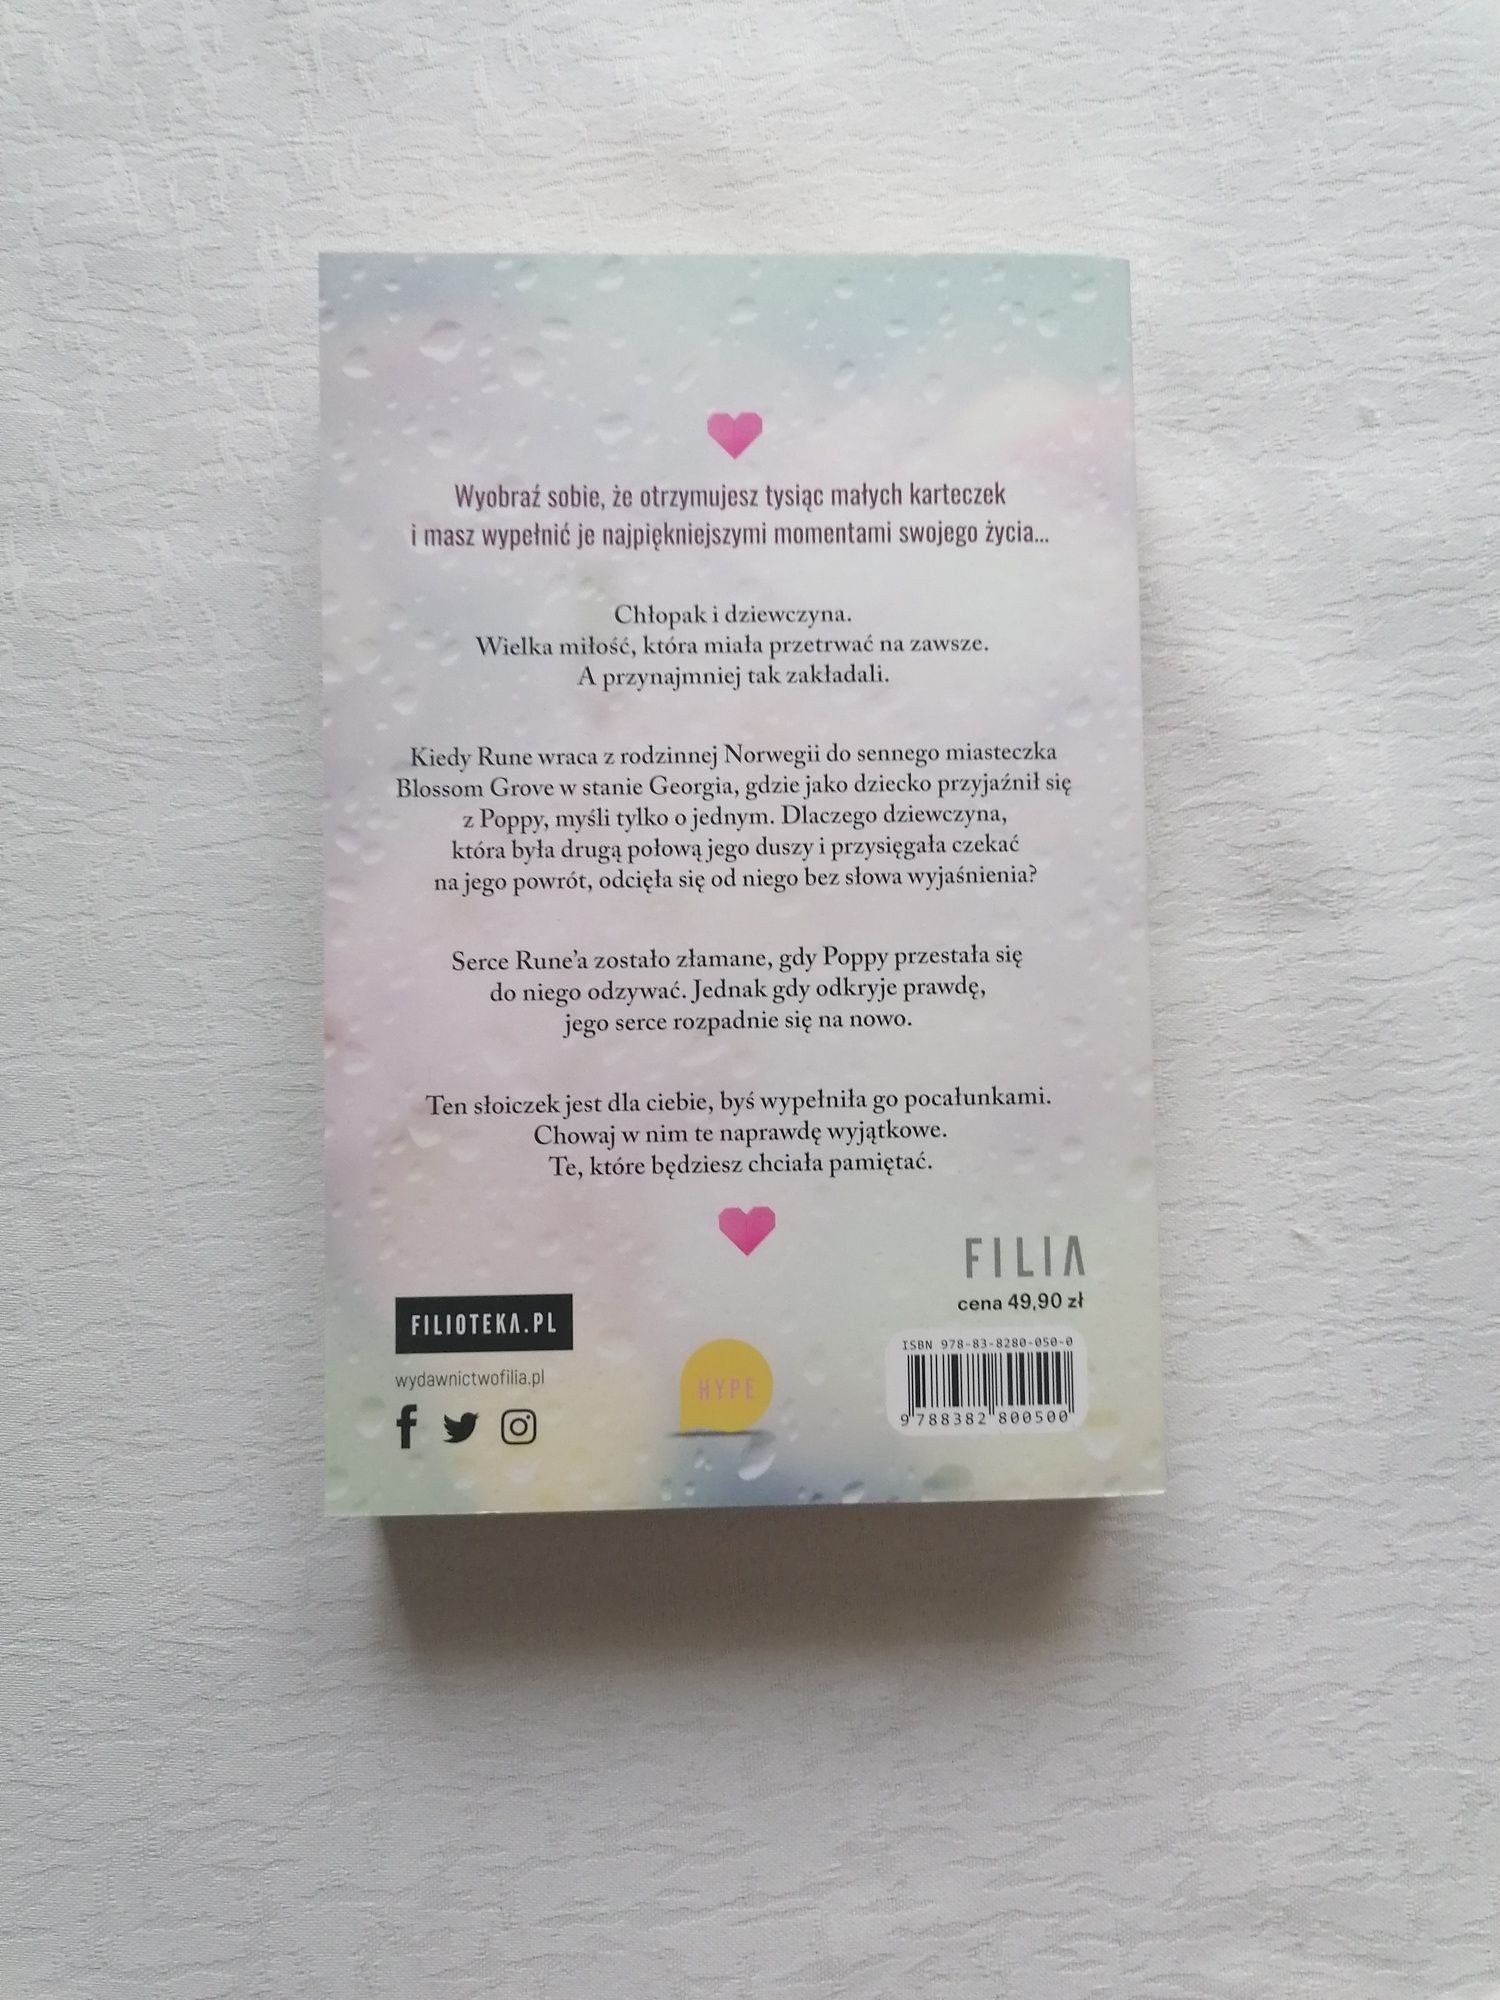 Wyobraź sobie, że otrzymujesz tysiąc małych karteczek
i masz wypełnić je najpiękniejszymi momentami swojego życia...
Chłopak i dziewczyna.
Wielka miłość, która miała przetrwać na zawsze.
A przynajmniej tak zakładali.
Kiedy Rune wraca z rodzinnej Norwegii do sennego miasteczka
Blossom Grove w stanie Georgia, gdzie jako dziecko przyjaźnił się
z Poppy, myśli tylko o jednym. Dlaczego dziewczyna,
która była drugą połową jego duszy i przysięgała czekać
na jego powrót, odcięła się od niego bez słowa wyjaśnienia?
Serce Rune'a zostało złamane, gdy Poppy przestała się
do niego odzywać. Jednak gdy odkryje prawdę,
jego serce rozpadnie się na nowo.
Ten słoiczek jest dla ciebie, byś wypełniła go pocałunkami.
Chowaj w nim te naprawdę wyjątkowe.
Te, które będziesz chciała pamiętać.
FILIA
cena 49,90 zł
FILIOTEKA.PL
wydawnictwofilia.pl
HYPE
ISBN 978-83-8280-050-0
9 788382 800500